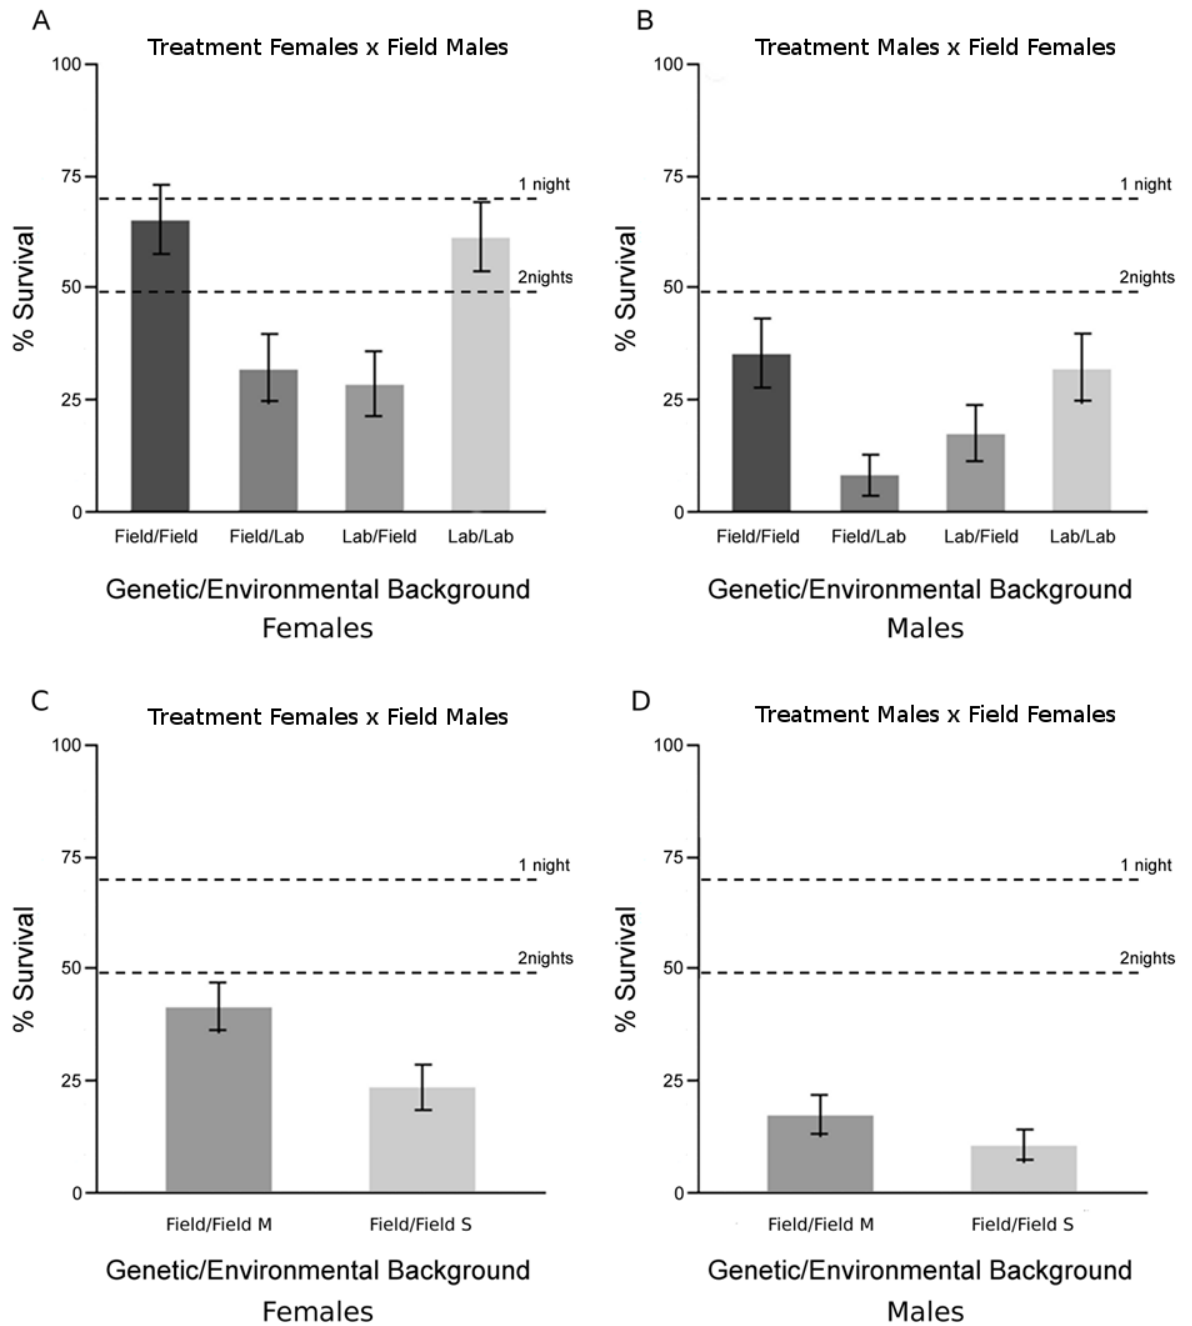 A
Treatment Females x Field Males
100
75
50
25
0
% Survival
1 night
2nights
Field/Field Field/Lab Lab/Field Lab/Lab
Genetic/Environmental Background
Females
B
Treatment Males x Field Females
100
75
50
25
0
% Survival
1 night
2nights
Field/Field Field/Lab Lab/Field Lab/Lab
Genetic/Environmental Background
Males
C
Treatment Females x Field Males
100
75
50
25
0
% Survival
1 night
2nights
Field/Field M Field/Field S
Genetic/Environmental Background
Females
D
Treatment Males x Field Females
100
75
50
25
0
% Survival
1 night
2nights
Field/Field M Field/Field S
Genetic/Environmental Background
Males